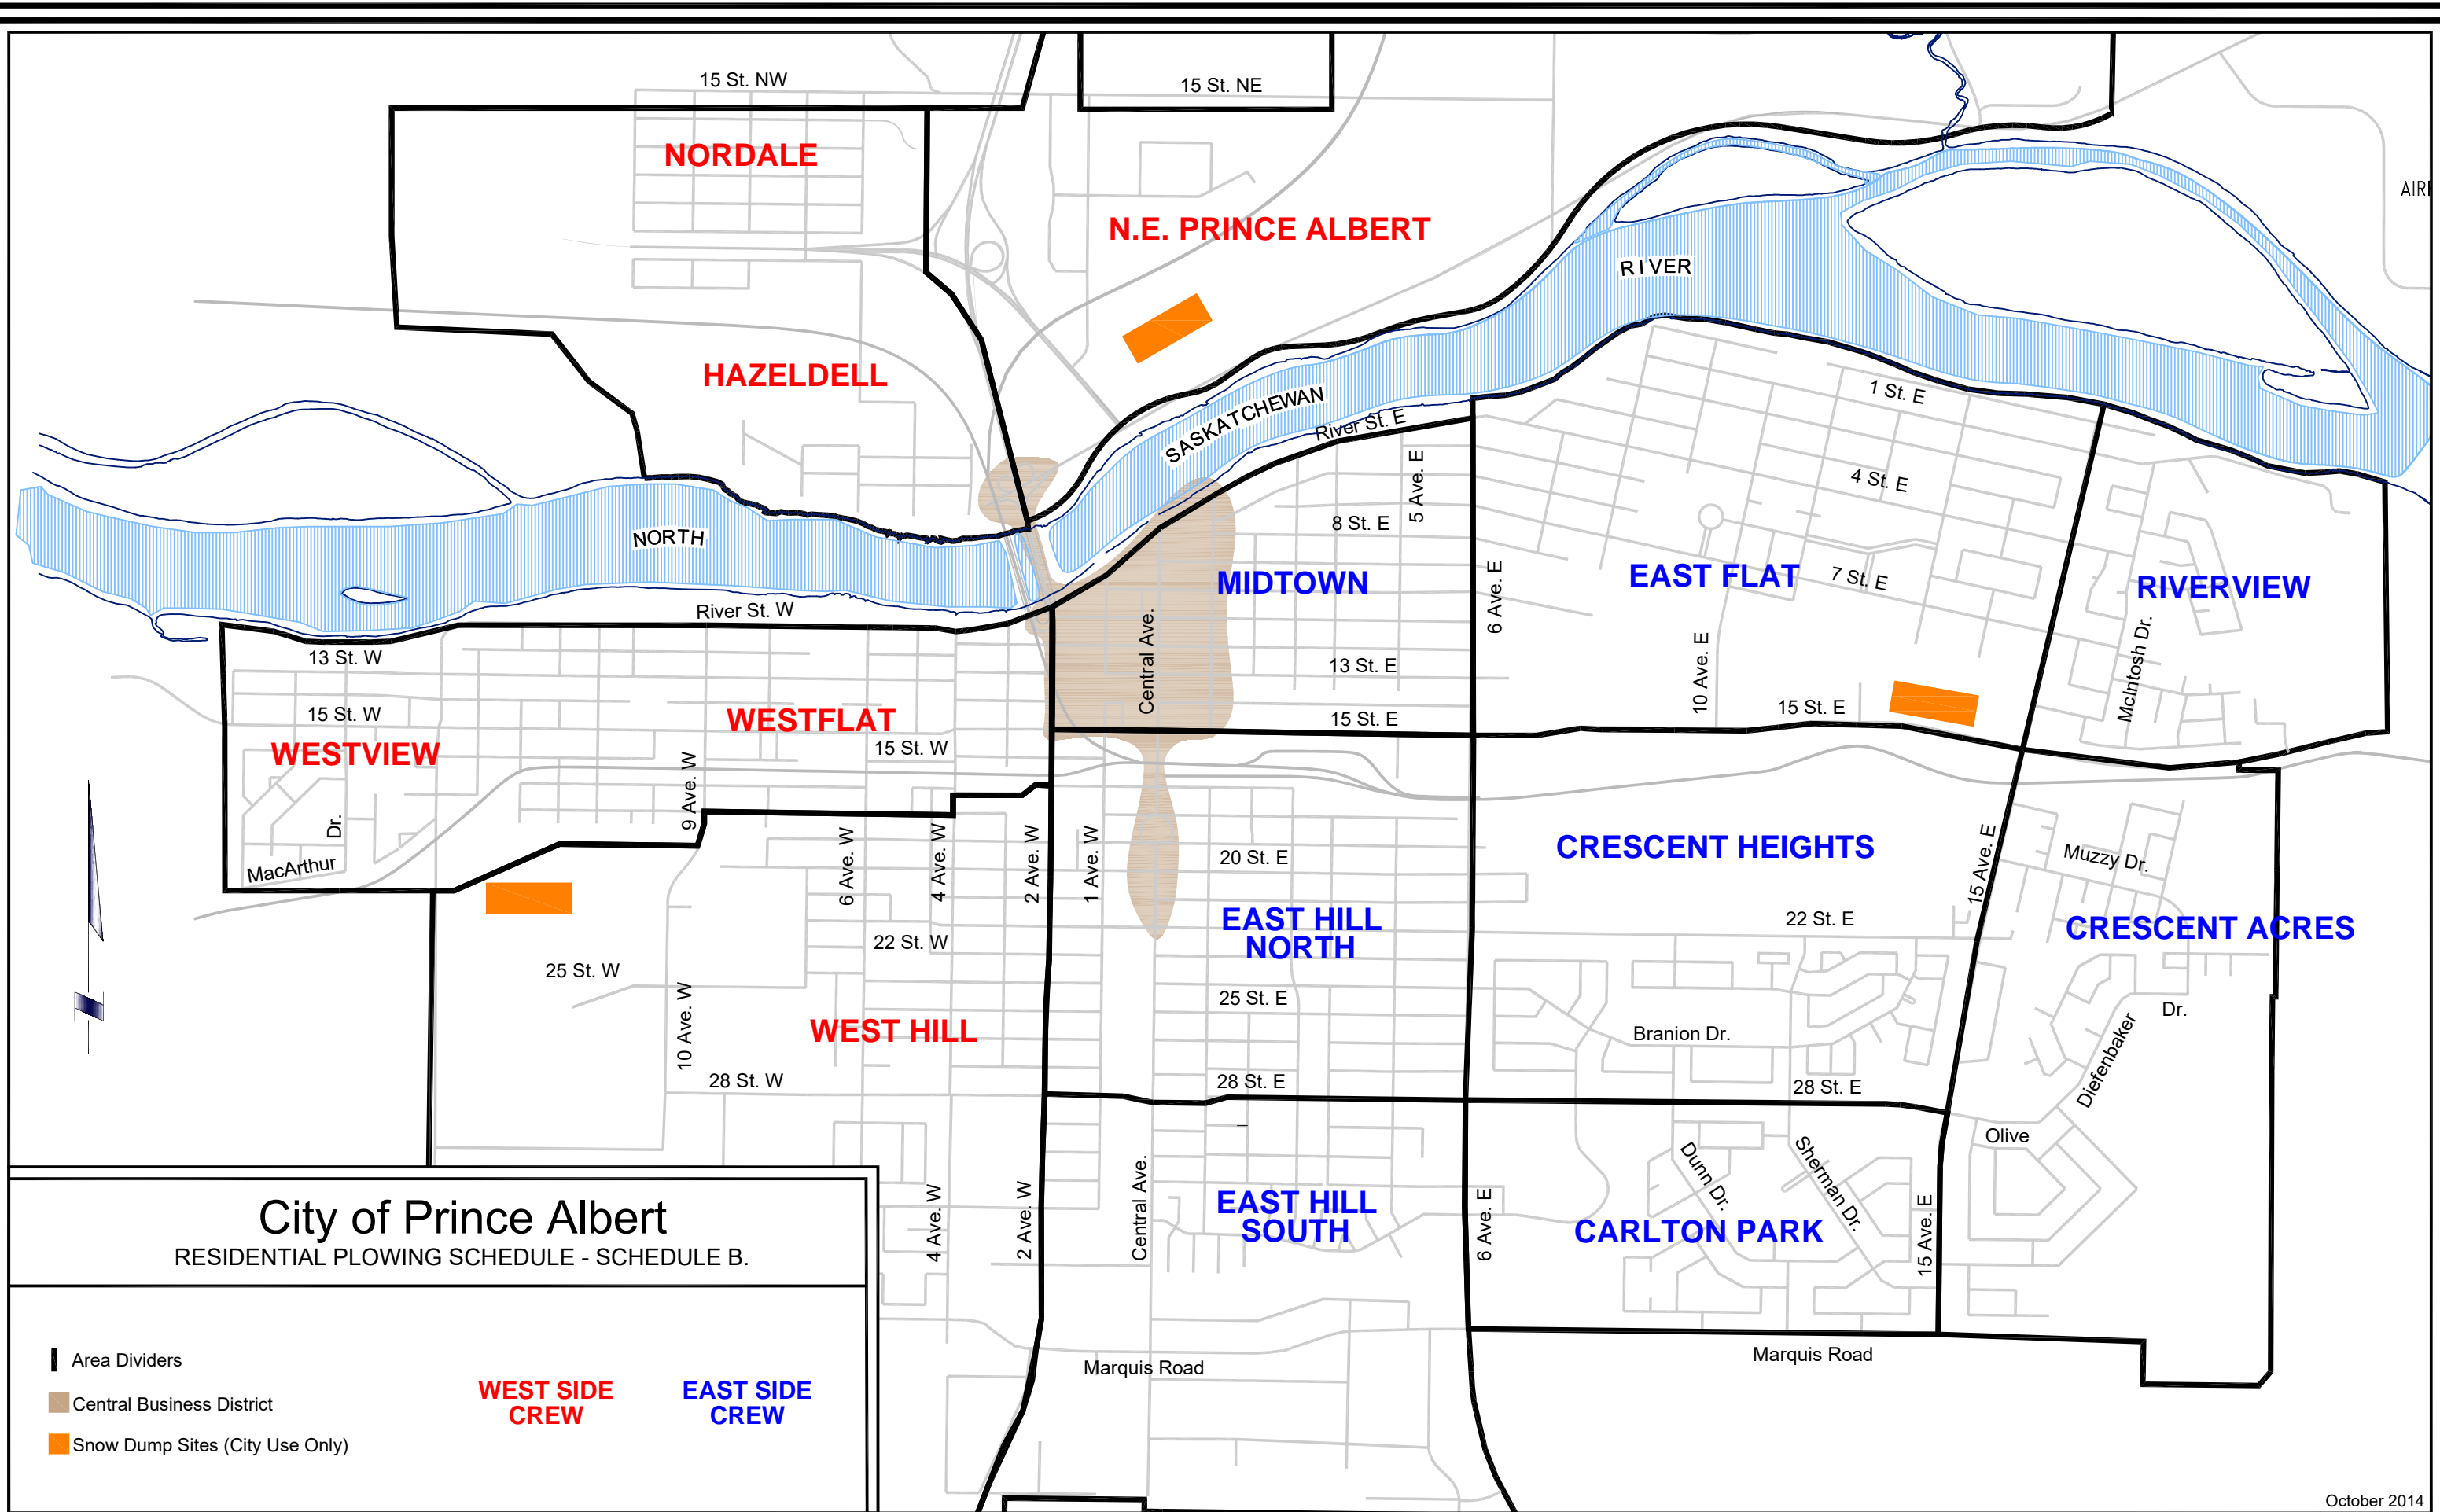 15 St. NW
15 St. NE
NORDALE
AIR
N.E. PRINCE ALBERT
RIVER
HAZELDELL
1 St. E
SASKATCHEWAN
River St. E
5 Ave. E
4 St. E
8 St. E
NORTH
MIDTOWN
EAST FLAT
7 St. E
RIVERVIEW
6 Ave. E
River St. W
Central Ave.
13 St. W
13 St. E
10 Ave. E
McIntosh Dr.
15 St. W
WESTFLAT
15 St. E
15 St. E
WESTVIEW
15 St. W
9 Ave. W
Dr.
MacArthur
6 Ave. W
4 Ave. W
2 Ave. W
1 Ave. W
20 St. E
CRESCENT HEIGHTS
15 Ave. E
Muzzy Dr.
EAST HILL
NORTH
22 St. E
CRESCENT ACRES
22 St. W
25 St. W
25 St. E
10 Ave. W
WEST HILL
Branion Dr.
Dr.
Diefenbaker
28 St. W
28 St. E
28 St. E
Olive
Dunn Dr.
Sherman Dr.
4 Ave. W
2 Ave. W
Central Ave.
EAST HILL
SOUTH
6 Ave. E
CARLTON PARK
15 Ave. E
Marquis Road
Marquis Road
City of Prince Albert
RESIDENTIAL PLOWING SCHEDULE - SCHEDULE B.
Area Dividers
Central Business District
Snow Dump Sites (City Use Only)
WEST SIDE
CREW
EAST SIDE
CREW
October 2014